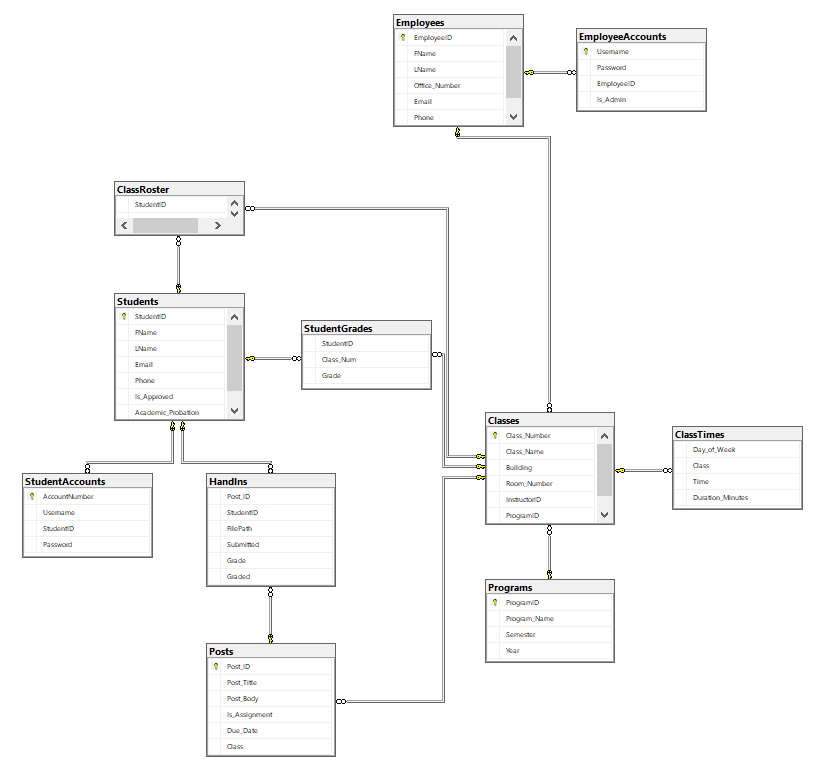 Employees
EmployeeID
FName
LName
Office_Number
Email
Phone
EmployeeAccounts
Username
Password
EmployeeID
Is_Admin
ClassRoster
StudentID
Students
StudentID
FName
LName
Email
Phone
Is_Approved
Academic_Probation
StudentGrades
StudentID
Class_Num
Grade
Classes
Class_Number
Class_Name
Building
Room_Number
InstructorID
ProgramID
ClassTimes
Day_of_Week
Class
Time
Duration_Minutes
StudentAccounts
AccountNumber
Username
StudentID
Password
HandIns
Post_ID
StudentID
FilePath
Submitted
Grade
Graded
Programs
ProgramID
Program_Name
Semester
Year
Posts
Post_ID
Post_Title
Post_Body
Is_Assignment
Due_Date
Class